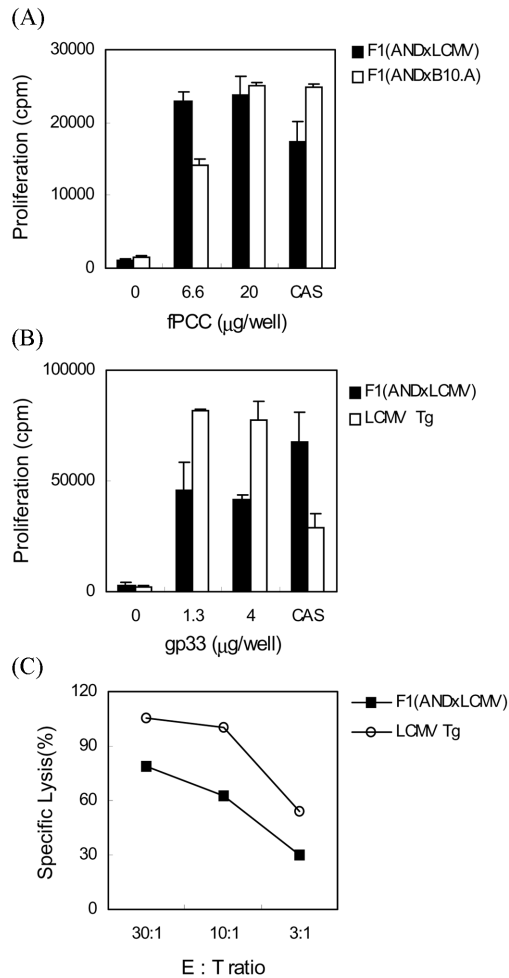 (A)
30000
20000
10000
0
Proliferation (cpm)
0 6.6 20 CAS
fPCC (μg/well)
F1(ANDxLCMV)
F1(ANDxB10.A)
(B)
100000
50000
0
Proliferation (cpm)
0 1.3 4 CAS
gp33 (μg/well)
F1(ANDxLCMV)
LCMV Tg
(C)
120
90
60
30
0
Specific Lysis(%)
30:1 10:1 3:1
E : T ratio
F1(ANDxLCMV)
LCMV Tg